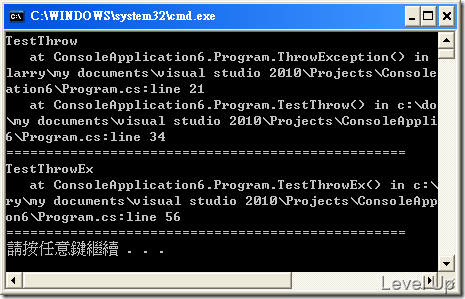 C:\WINDOWS\system32\cmd.exe
TestThrow
   at ConsoleApplication6.Program.ThrowException() in
larry\my documents\visual studio 2010\Projects\Console
ation6\Program.cs:line 21
   at ConsoleApplication6.Program.TestThrow() in c:\do
\my documents\visual studio 2010\Projects\ConsoleAppli
6\Program.cs:line 34
==================================================
TestThrowEx
   at ConsoleApplication6.Program.TestThrowEx() in c:\
ry\my documents\visual studio 2010\Projects\ConsoleApp
on6\Program.cs:line 56
==================================================
請按任意鍵繼續 . . .
Level Up